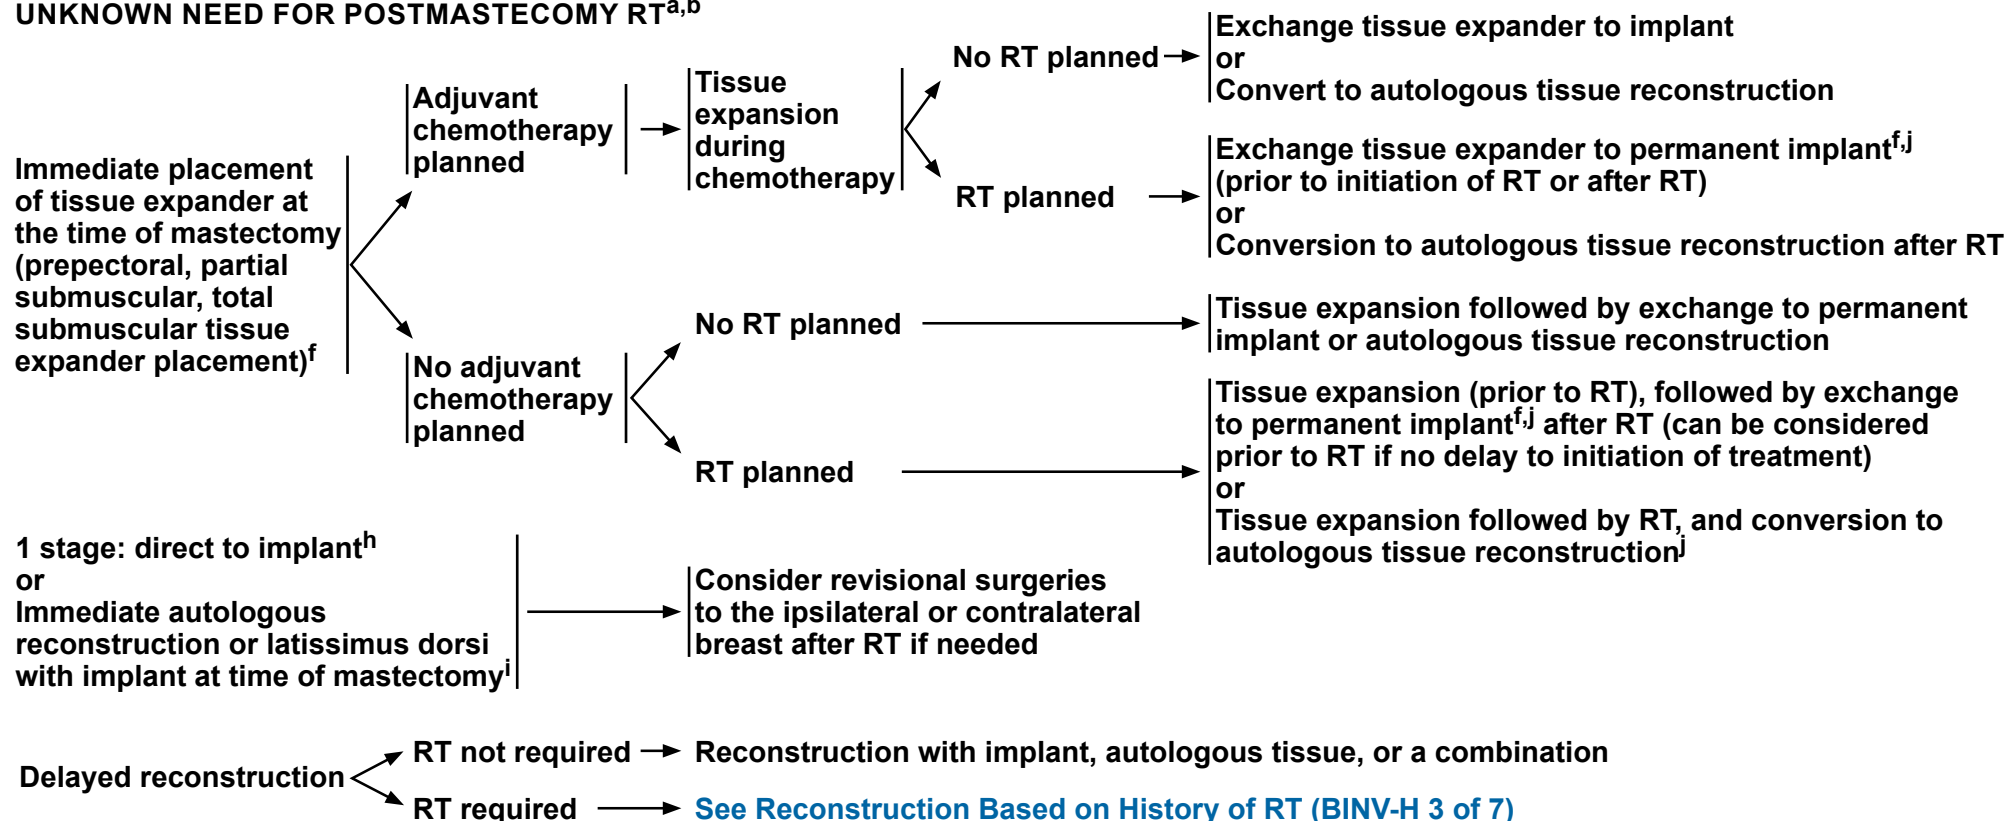 UNKNOWN NEED FOR POSTMASTECOMY RTa,b
Immediate placement
of tissue expander at
the time of mastectomy
(prepectoral, partial
submuscular, total
submuscular tissue
expander placement)f
Adjuvant
chemotherapy
planned
Tissue
expansion
during
chemotherapy
No RT planned
Exchange tissue expander to implant
or
Convert to autologous tissue reconstruction
RT planned
Exchange tissue expander to permanent implantf,j
(prior to initiation of RT or after RT)
or
Conversion to autologous tissue reconstruction after RT
No adjuvant
chemotherapy
planned
No RT planned
Tissue expansion followed by exchange to permanent
implant or autologous tissue reconstruction
RT planned
Tissue expansion (prior to RT), followed by exchange
to permanent implantf,j after RT (can be considered
prior to RT if no delay to initiation of treatment)
or
Tissue expansion followed by RT, and conversion to
autologous tissue reconstructionj
1 stage: direct to implanth
or
Immediate autologous
reconstruction or latissimus dorsi
with implant at time of mastectomyi
Consider revisional surgeries
to the ipsilateral or contralateral
breast after RT if needed
Delayed reconstruction
RT not required
Reconstruction with implant, autologous tissue, or a combination
RT required
See Reconstruction Based on History of RT (BINV-H 3 of 7)